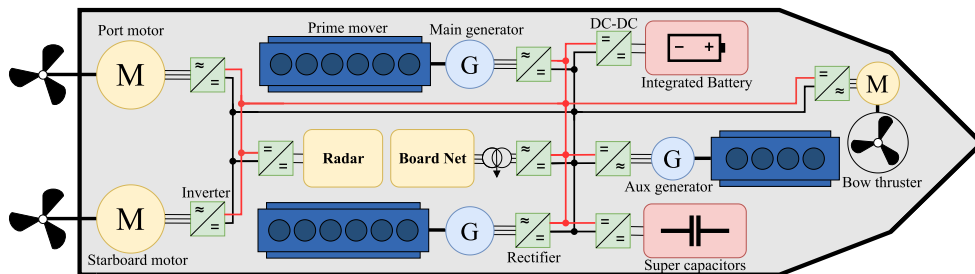 Port motor
Prime mover
Main generator
DC-DC
M
G
Integrated Battery
M
Radar
Board Net
G
Aux generator
Bow thruster
Inverter
M
G
Starboard motor
Rectifier
Super capacitors